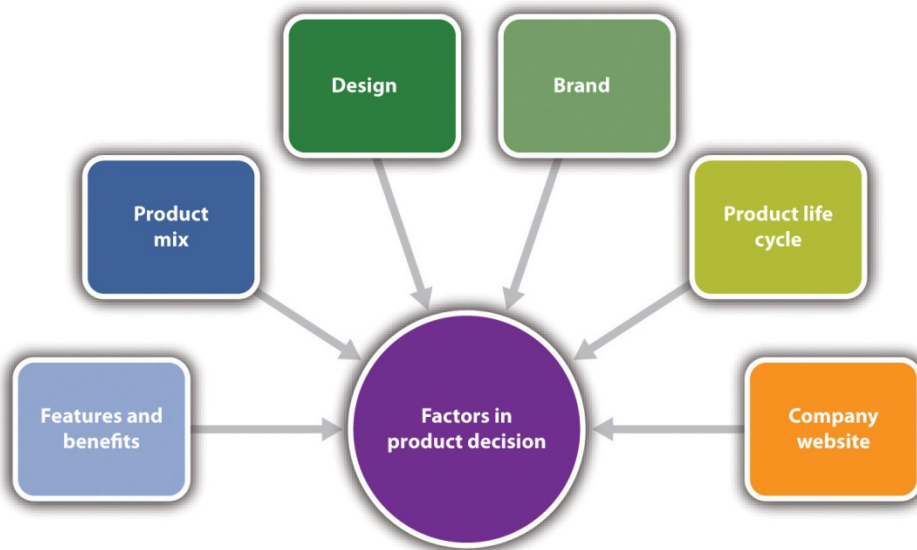 Design
Brand
Product
mix
Product life
cycle
Features and
benefits
Factors in
product decision
Company
website